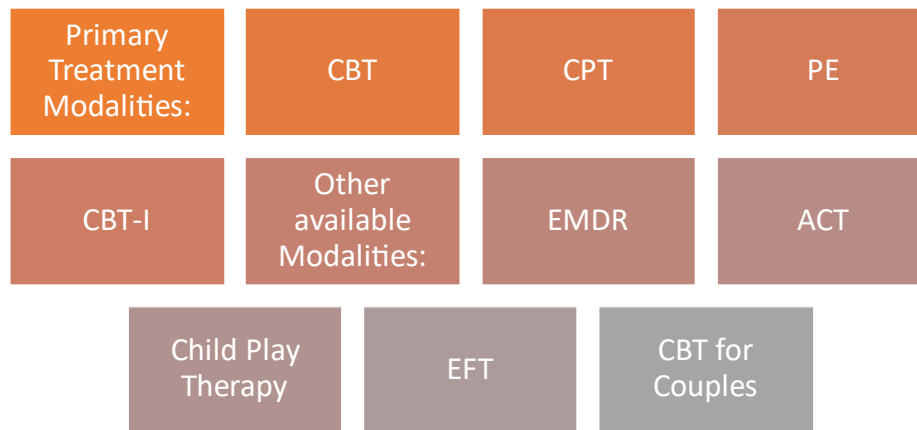 Primary
Treatment
Modalities:
CBT
CPT
PE
CBT-I
Other
available
Modalities:
EMDR
ACT
Child Play
Therapy
EFT
CBT for
Couples